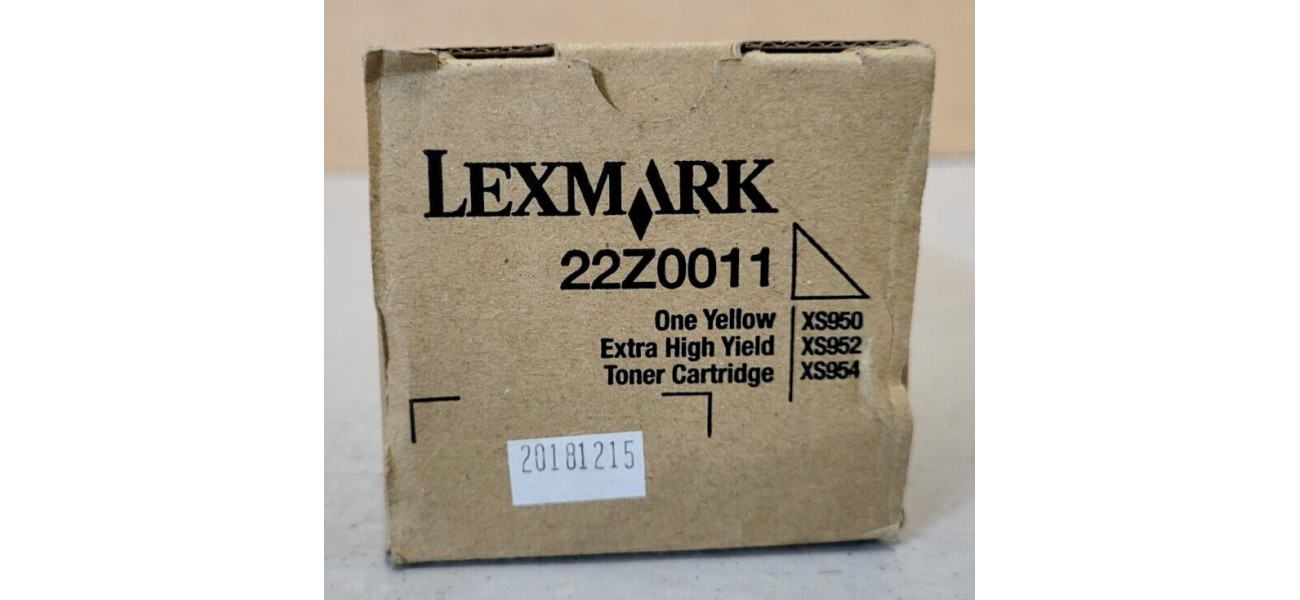 LEXMARK
22Z0011
One Yellow
Extra High Yield
Toner Cartridge
XS950
XS952
XS954
20181215